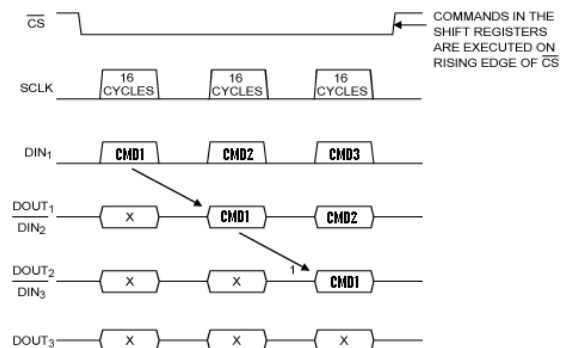 CS
COMMANDS IN THE
SHIFT REGISTERS
ARE EXECUTED ON
RISING EDGE OF CS
SCLK
16
CYCLES
16
CYCLES
16
CYCLES
DIN1
CMD1
CMD2
CMD3
DOUT1
DIN2
X
CMD1
CMD2
DOUT2
DIN3
X
X
1
CMD1
DOUT3
X
X
X